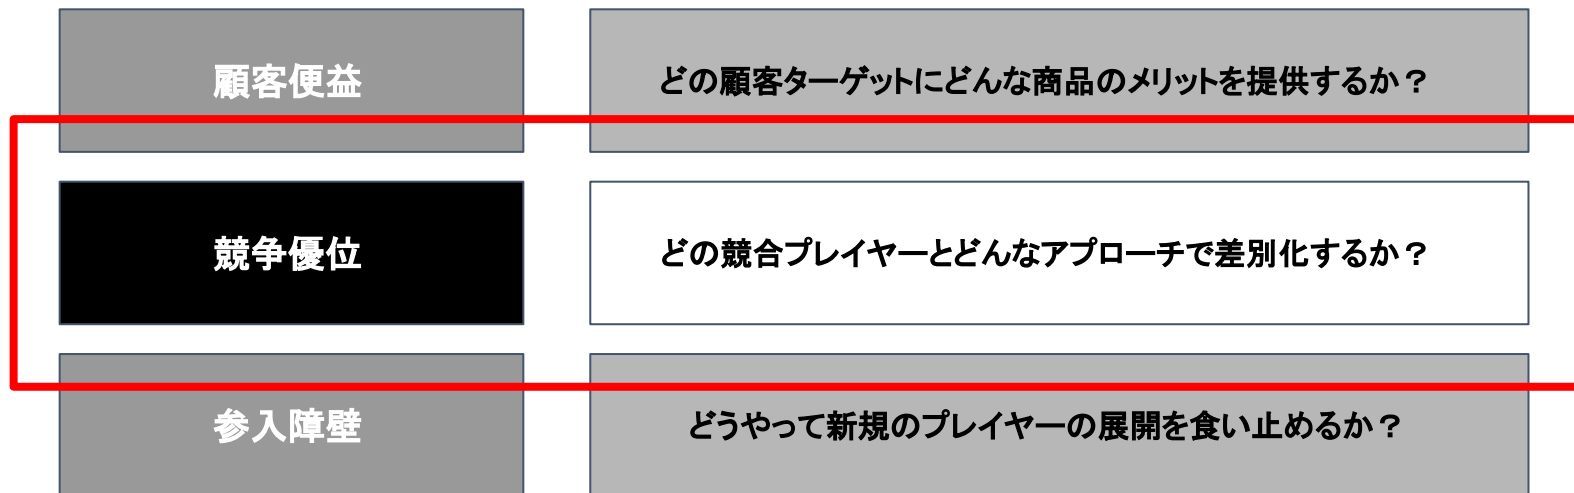 顧客便益
どの顧客ターゲットにどんな商品のメリットを提供するか？
競争優位
どの競合プレイヤーとどんなアプローチで差別化するか？
参入障壁
どうやって新規のプレイヤーの展開を食い止めるか？